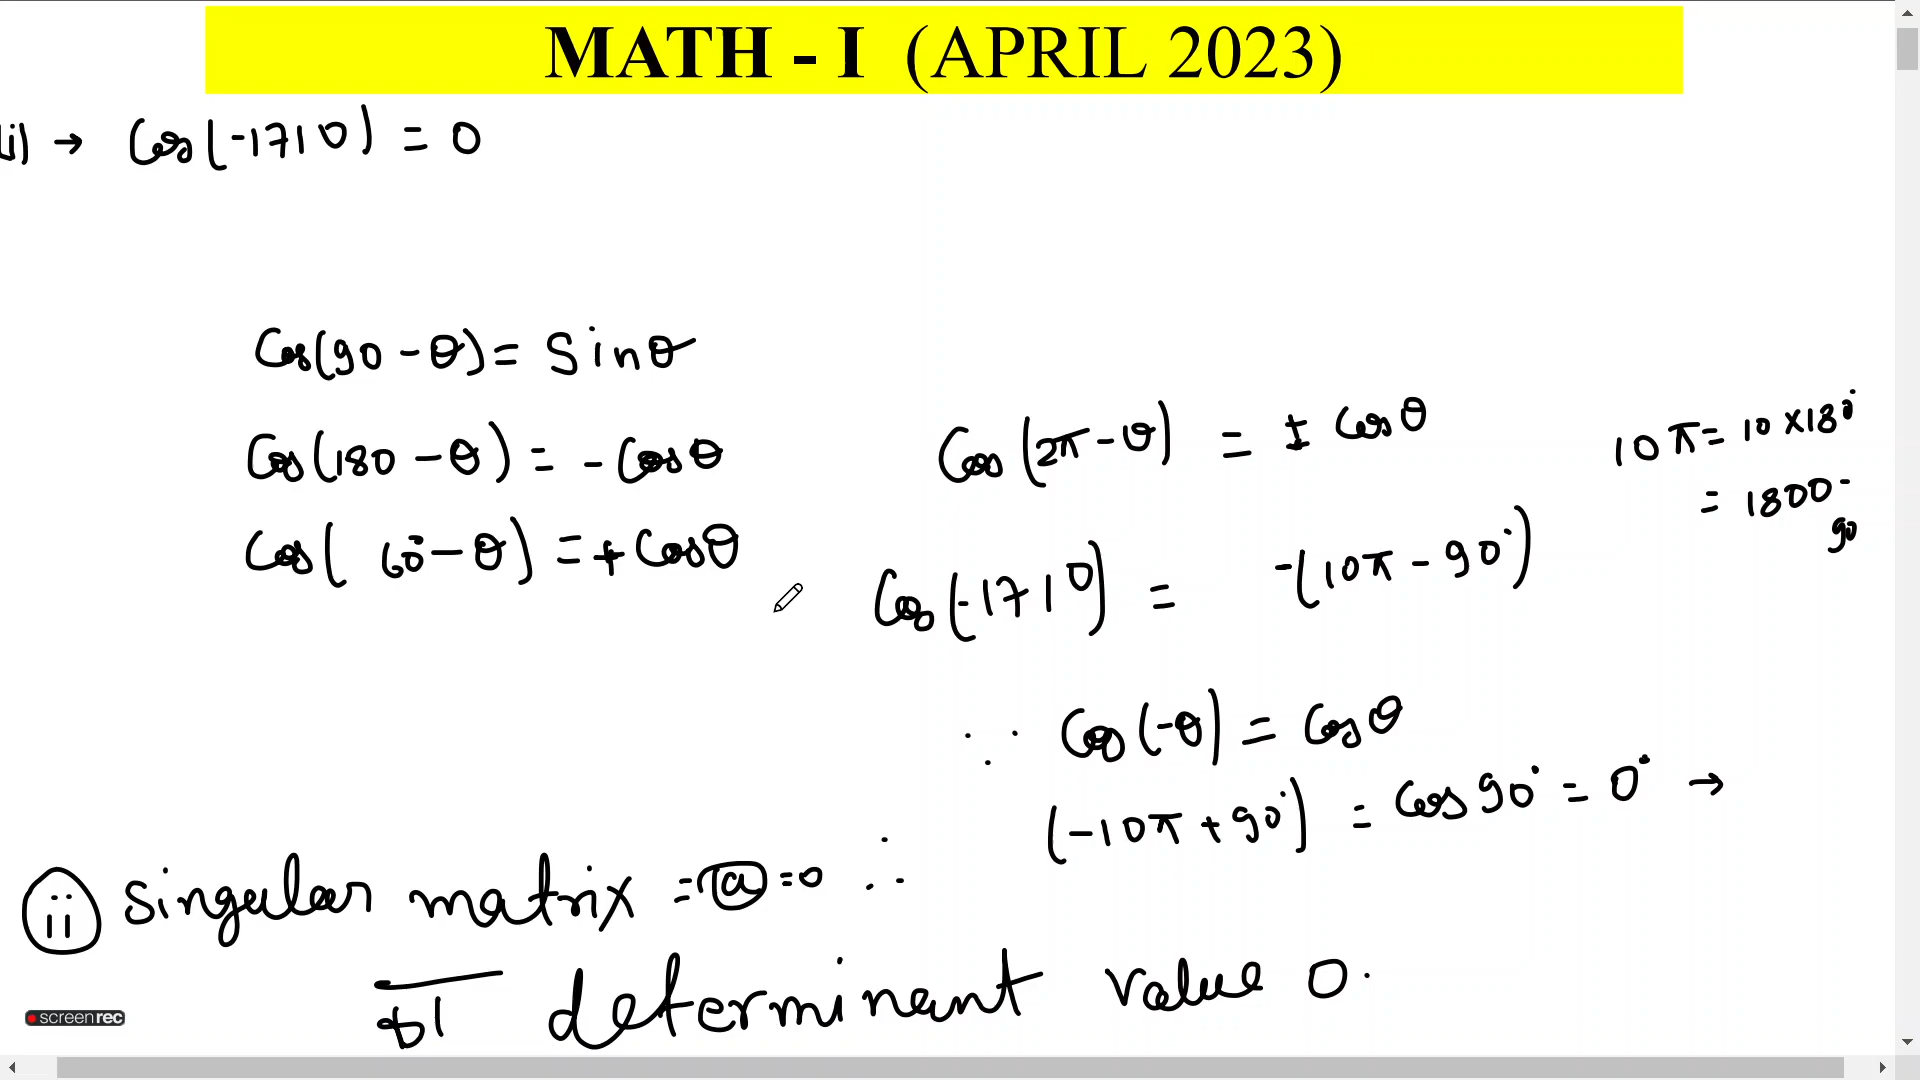 MATH - I (APRIL 2023)
ii) → Cos(-1710) = 0
Cos(90 - θ) = Sinθ
Cos(180 - θ) = - Cosθ
Cos( 60° - θ) = + Cosθ
Cos(2π - θ) = ± Cosθ
10π = 10 × 180°
= 1800 -
90
Cos(-1710) = -(10π - 90°)
∵ Cos(-θ) = Cosθ
∴ (-10π + 90°) = Cos 90° = 0° →
ii singular matrix = a = 0
determinant value 0.
screenrec